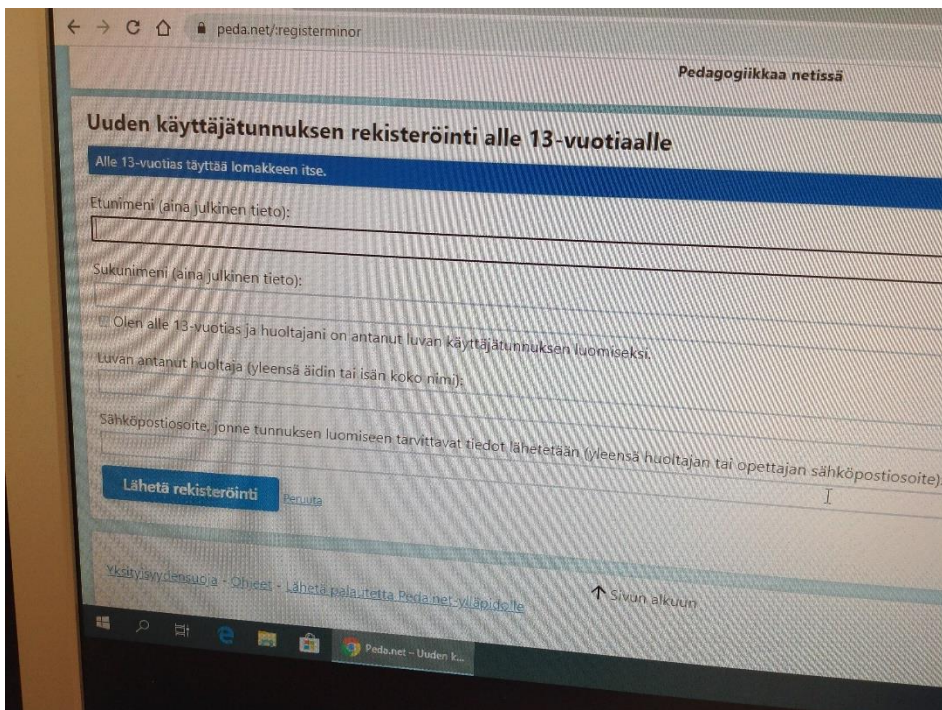 peda.net/:registerminor
Pedagogiikkaa netissä
Uuden käyttäjätunnuksen rekisteröinti alle 13-vuotiaalle
Alle 13-vuotias täyttää lomakkeen itse.
Etunimeni (aina julkinen tieto):
Sukunimeni (aina julkinen tieto):
Olen alle 13-vuotias ja huoltajani on antanut luvan käyttäjätunnuksen luomiseksi.
Luvan antanut huoltaja (yleensä äidin tai isän koko nimi):
Sähköpostiosoite, jonne tunnuksen luomiseen tarvittavat tiedot lähetetään (yleensä huoltajan tai opettajan sähköpostiosoite):
Lähetä rekisteröinti Peruuta
Yksityisyydensuoja - Ohjeet - Lähetä palautetta Peda.net-ylläpidolle
↑ Sivun alkuun
Peda.net – Uuden k...